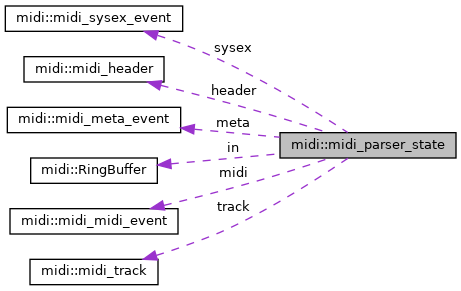 midi::midi_sysex_event
sysex
midi::midi_header
header
midi::midi_meta_event
meta
midi::midi_parser_state
in
midi::RingBuffer
midi
midi::midi_midi_event
track
midi::midi_track